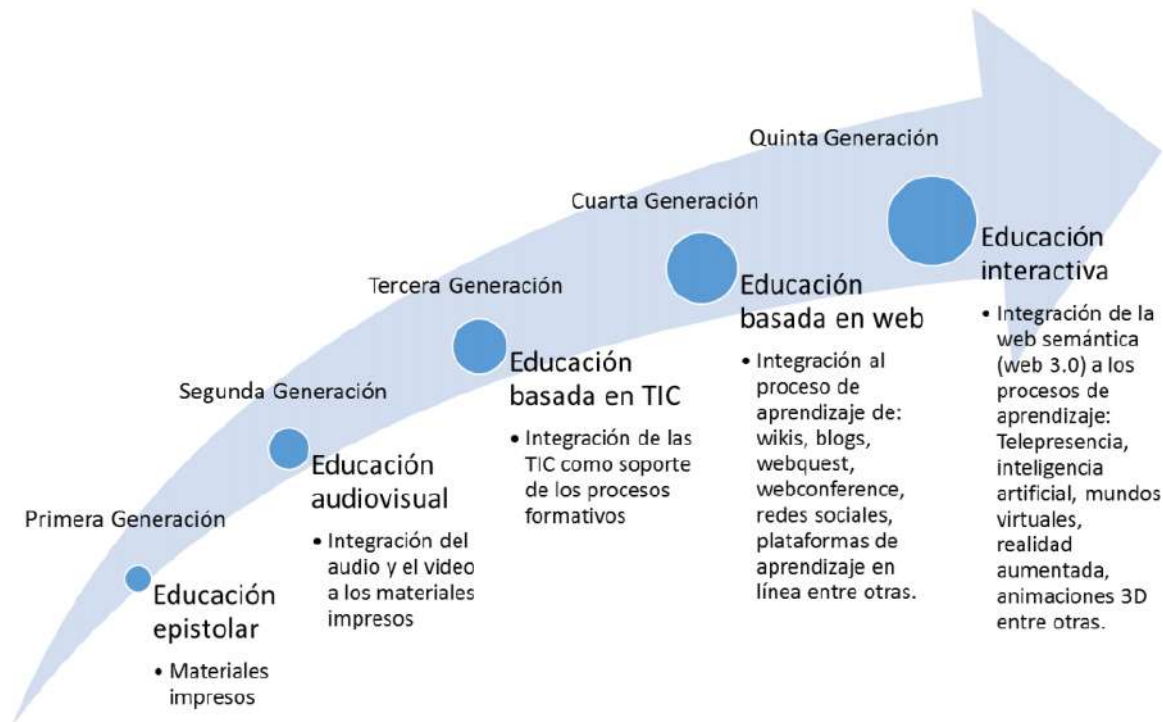 Primera Generación
Educación
epistolar
• Materiales
impresos
Segunda Generación
Educación
audiovisual
• Integración del
audio y el video
a los materiales
impresos
Tercera Generación
Educación
basada en TIC
• Integración de las
TIC como soporte
de los procesos
formativos
Cuarta Generación
Educación
basada en web
• Integración al
proceso de
aprendizaje de:
wikis, blogs,
webquest,
webconference,
redes sociales,
plataformas de
aprendizaje en
línea entre otras.
Quinta Generación
Educación
interactiva
• Integración de la
web semántica
(web 3.0) a los
procesos de
aprendizaje:
Telepresencia,
inteligencia
artificial, mundos
virtuales,
realidad
aumentada,
animaciones 3D
entre otras.